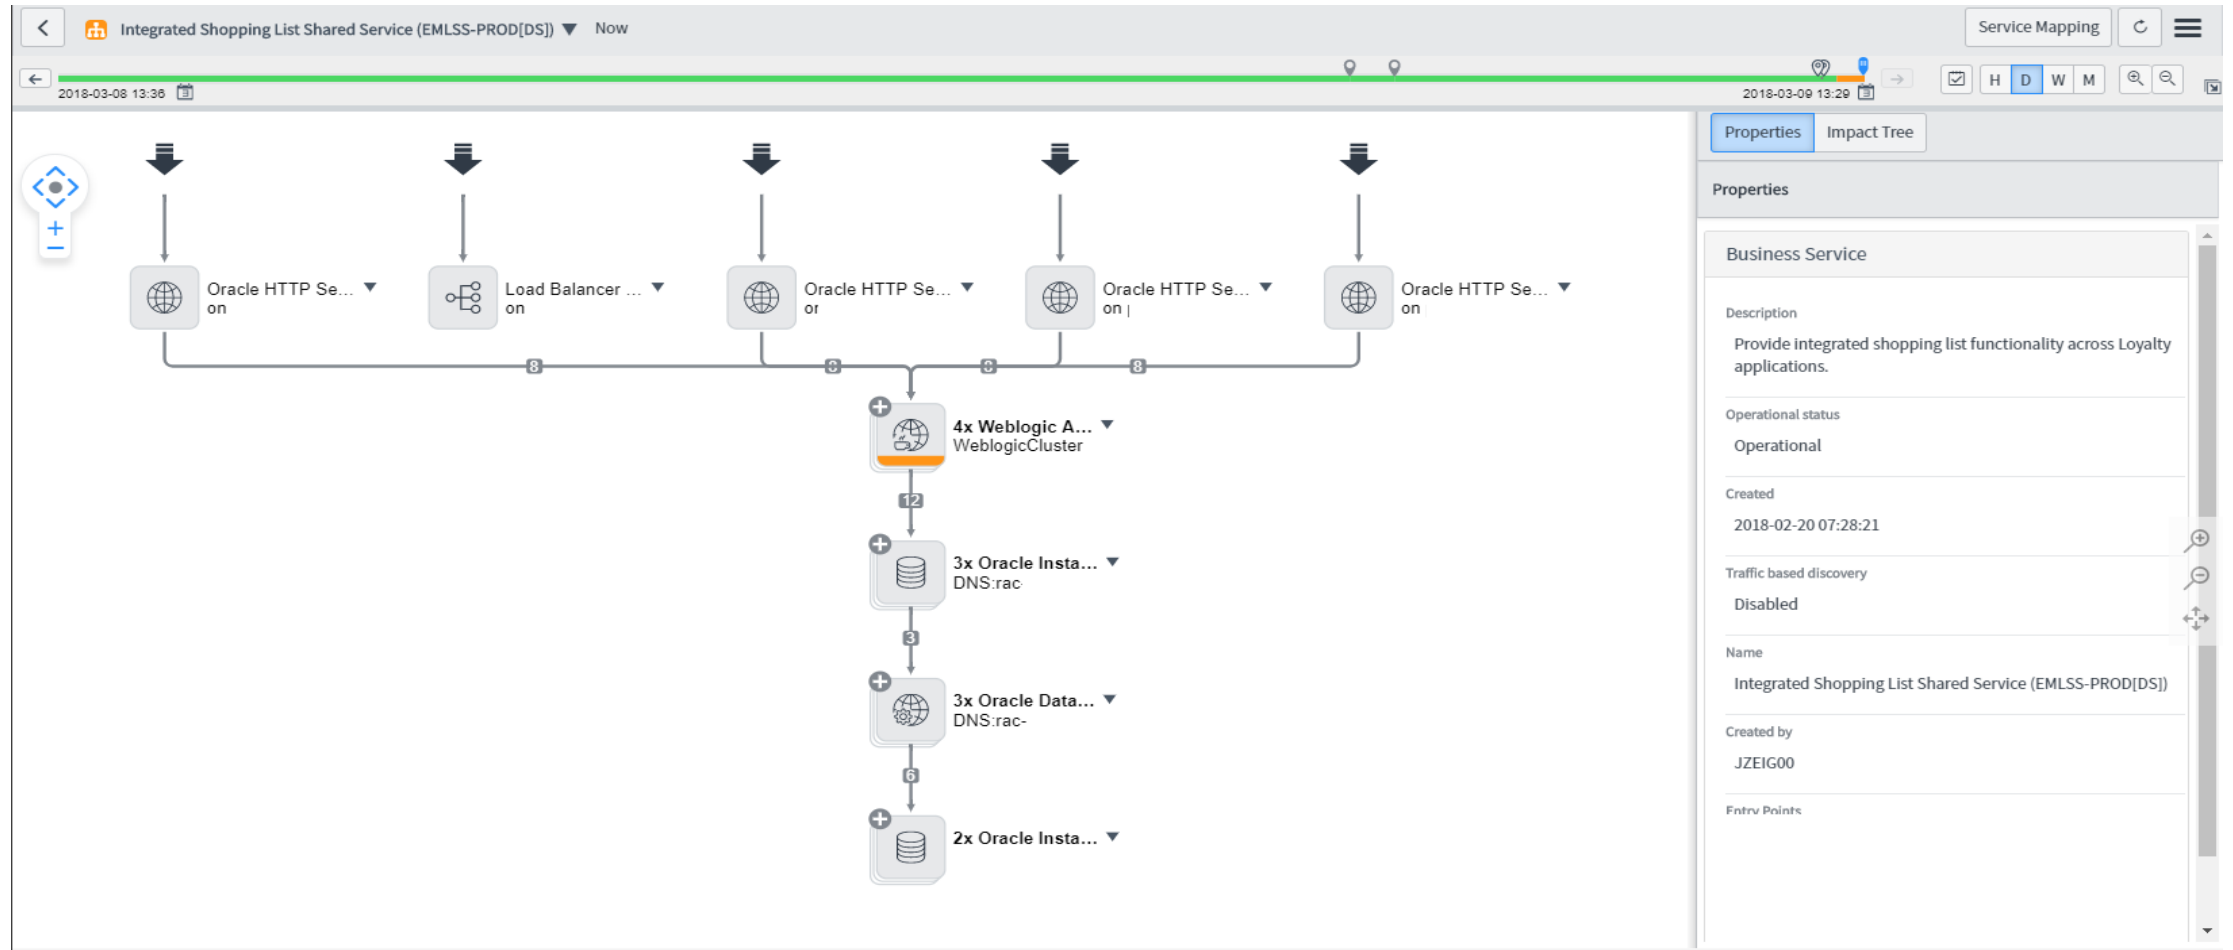 Integrated Shopping List Shared Service (EMLSS-PROD[DS]) Now
Service Mapping
2018-03-08 13:36
2018-03-09 13:29
H D W M
Properties Impact Tree
Properties
Oracle HTTP Se...
on
Load Balancer ...
on
Oracle HTTP Se...
or
Oracle HTTP Se...
on
Oracle HTTP Se...
on
8
8
4x Weblogic A...
WeblogicCluster
12
3x Oracle Insta...
DNS:rac-
3
3x Oracle Data...
DNS:rac-
6
2x Oracle Insta...
Business Service
Description
Provide integrated shopping list functionality across Loyalty
applications.
Operational status
Operational
Created
2018-02-20 07:28:21
Traffic based discovery
Disabled
Name
Integrated Shopping List Shared Service (EMLSS-PROD[DS])
Created by
JZEIG00
Entry Points